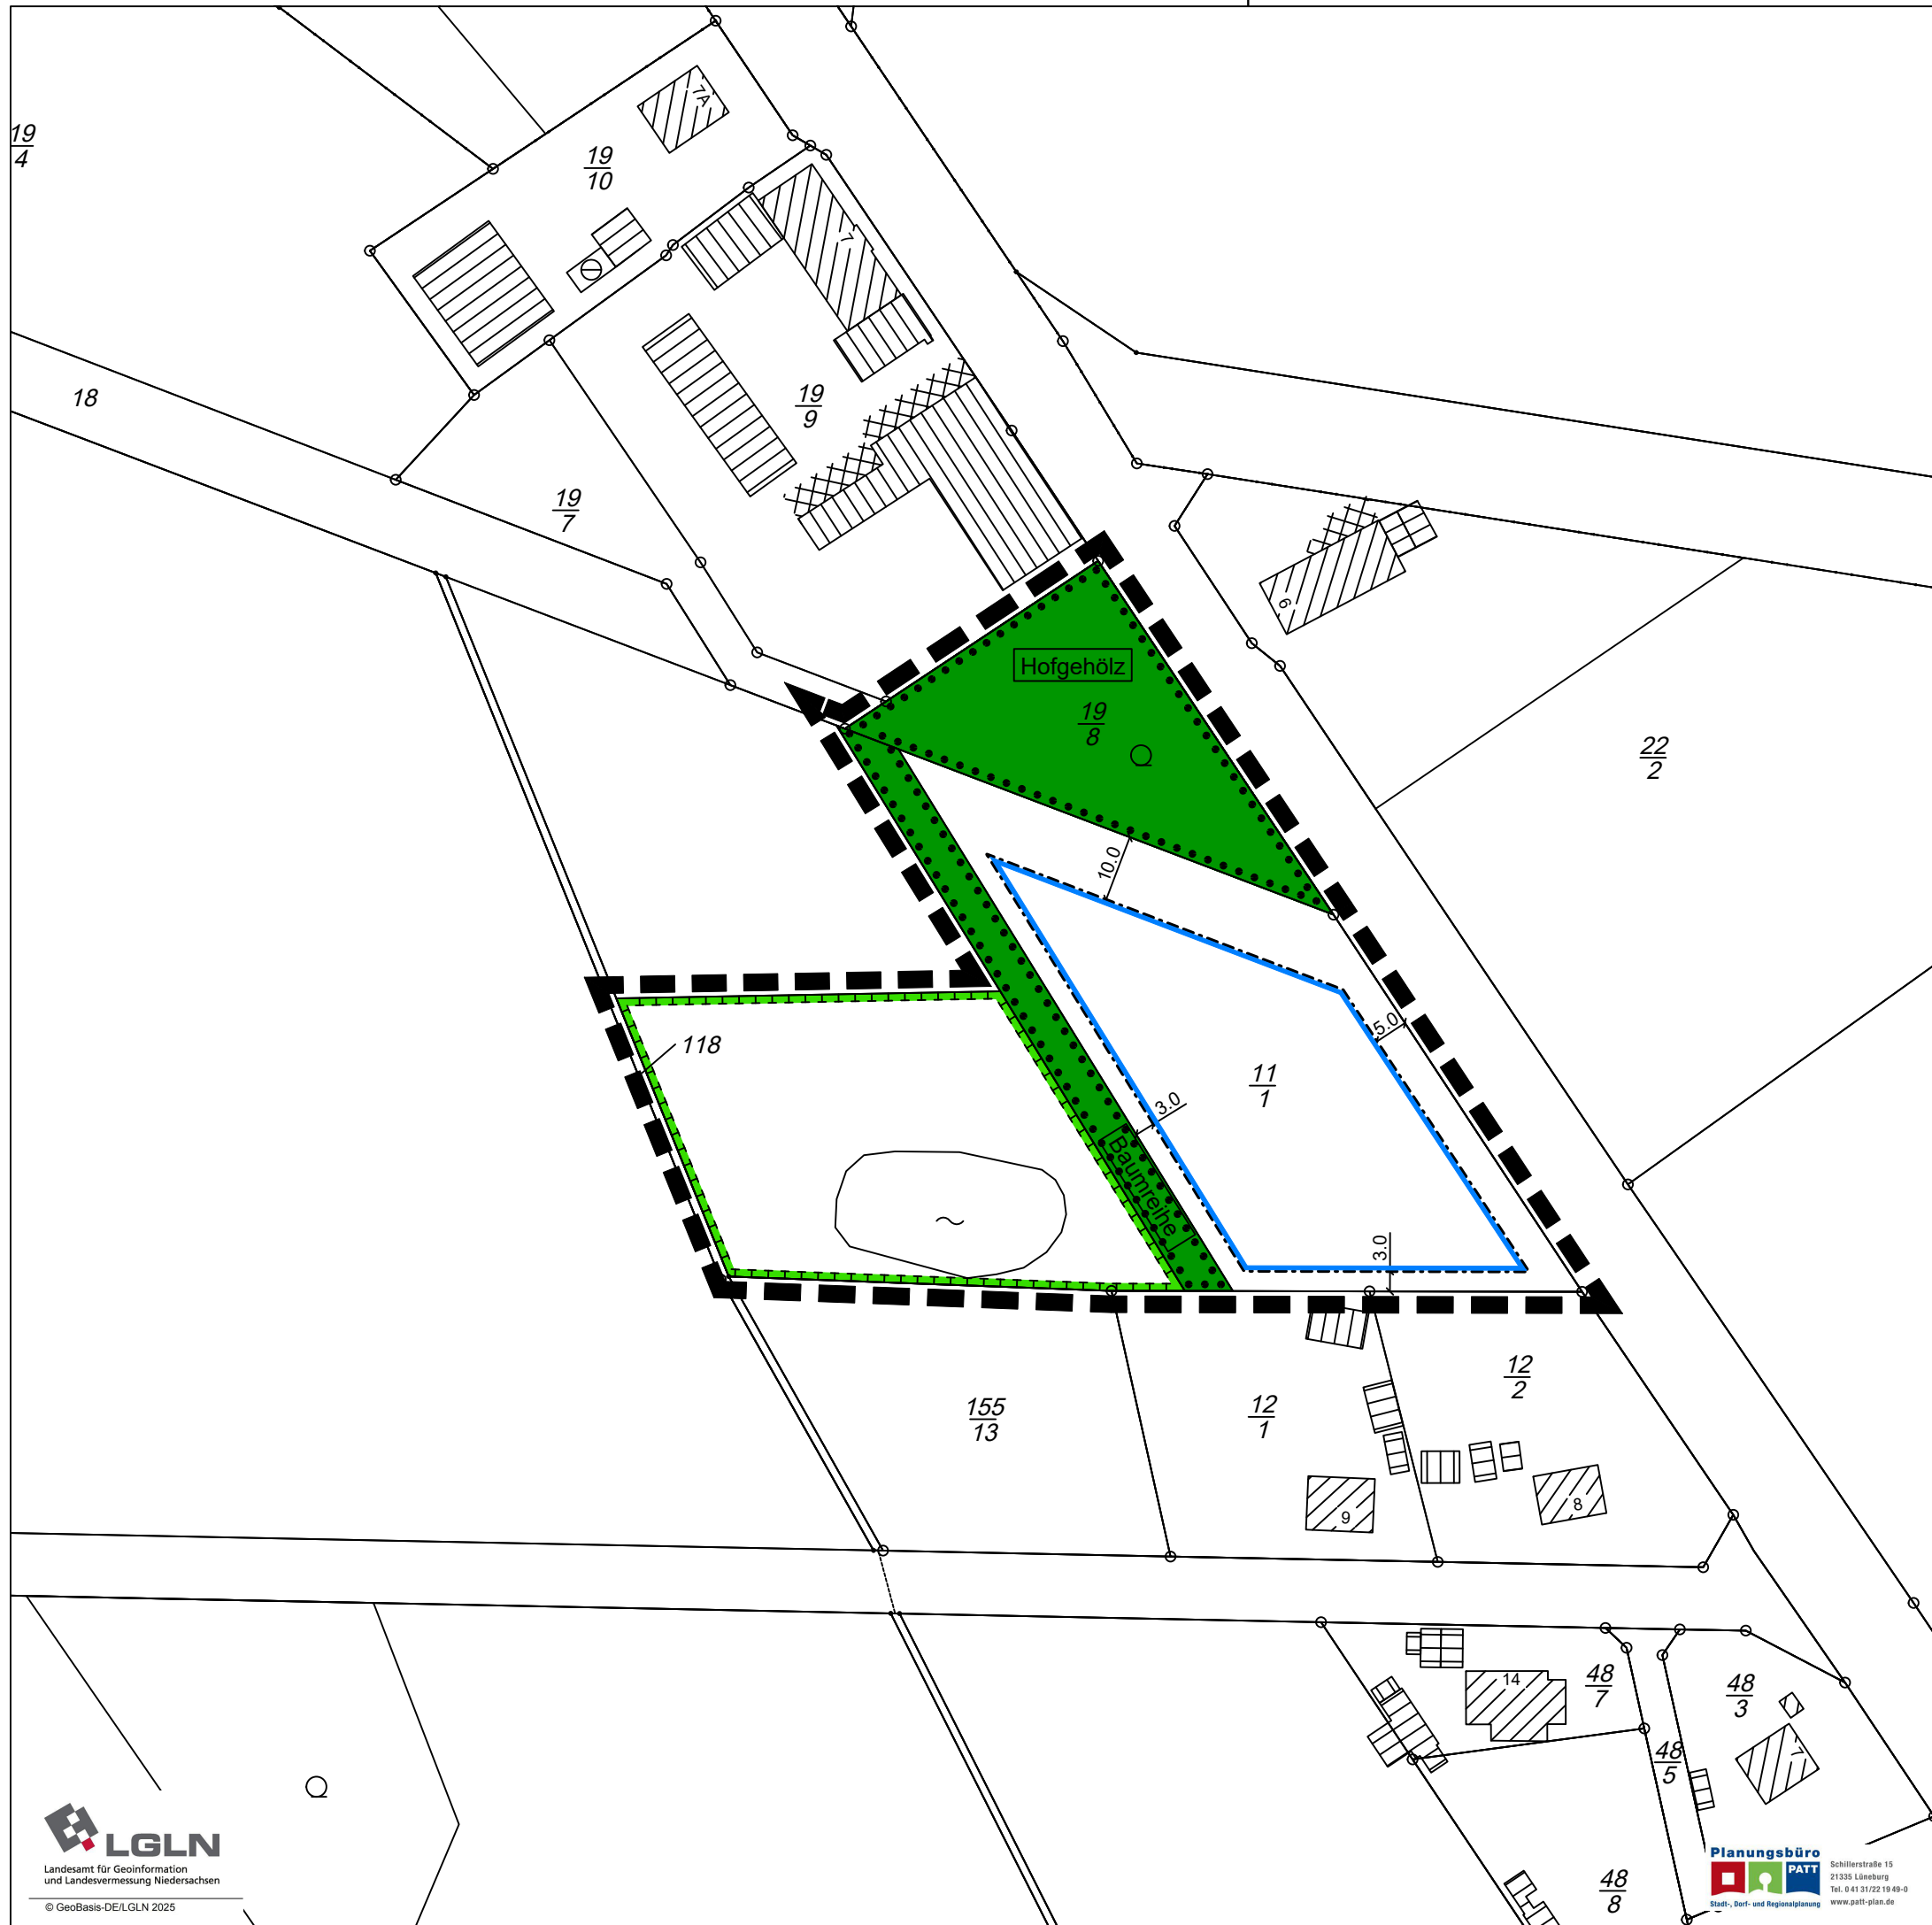 7A
19
4
19
10
7
18
19
9
19
7
6
Hofgehölz
19
8
22
2
10.0
5.0
118
11
1
3.0
Baumreihe
3.0
12
2
155
13
12
1
8
9
14
48
7
48
3
7
48
5
48
8
LGLN
Landesamt für Geoinformation
und Landesvermessung Niedersachsen
© GeoBasis-DE/LGLN 2025
Planungsbüro
PATT
Stadt-, Dorf- und Regionalplanung
Schillerstraße 15
21335 Lüneburg
Tel. 0 41 31/22 19 49-0
www.patt-plan.de